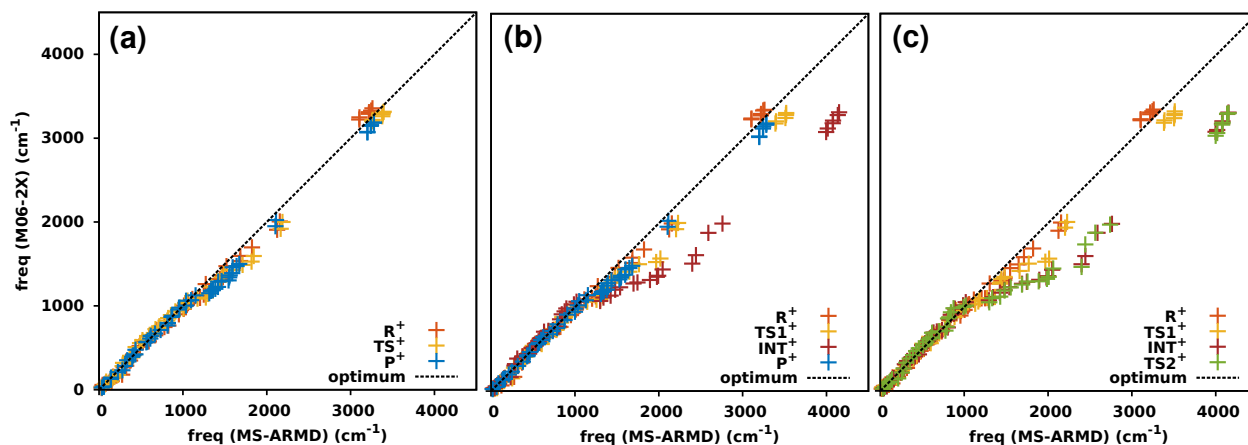 (a)
freq (M06-2X) (cm⁻¹)
4000
3000
2000
1000
0
R⁺
TS⁺
P⁺
optimum
0 1000 2000 3000 4000
freq (MS-ARMD) (cm⁻¹)
(b)
R⁺
TS1⁺
INT⁺
P⁺
optimum
0 1000 2000 3000 4000
freq (MS-ARMD) (cm⁻¹)
(c)
R⁺
TS1⁺
INT⁺
TS2⁺
optimum
0 1000 2000 3000 4000
freq (MS-ARMD) (cm⁻¹)